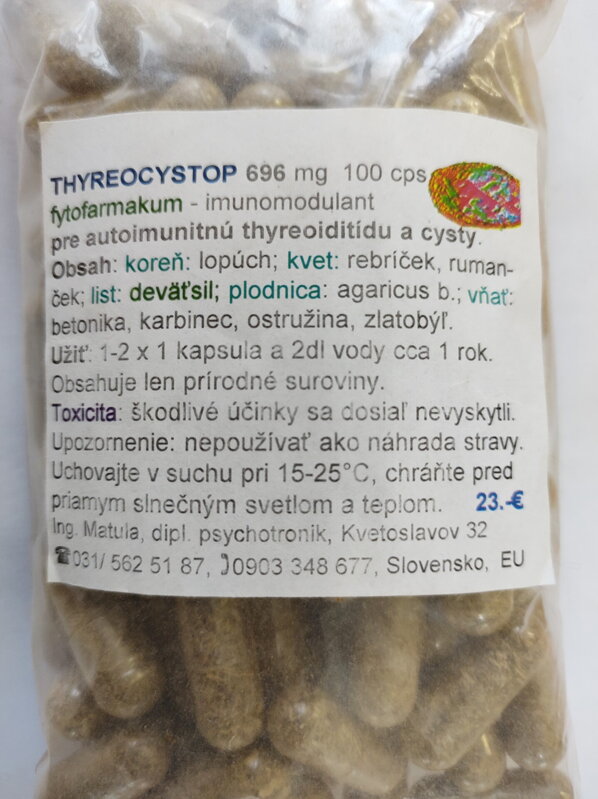 THYREOCYSTOP 696 mg 100 cps
fytofarmakum - imunomodulant
pre autoimunitnú thyreoiditídu a cysty.
Obsah: koreň: lopúch; kvet: rebríček, ruman-
ček; list: deväťsil; plodnica: agaricus b.; vňať:
betonika, karbinec, ostružina, zlatobýľ.
Užiť: 1-2 x 1 kapsula a 2dl vody cca 1 rok.
Obsahuje len prírodné suroviny.
Toxicita: škodlivé účinky sa dosiaľ nevyskytli.
Upozornenie: nepoužívať ako náhrada stravy.
Uchovajte v suchu pri 15-25°C, chráňte pred
priamym slnečným svetlom a teplom. 23.-€
Ing. Matula, dipl. psychotronik, Kvetoslavov 32
☎031/ 562 51 87, 0903 348 677, Slovensko, EU